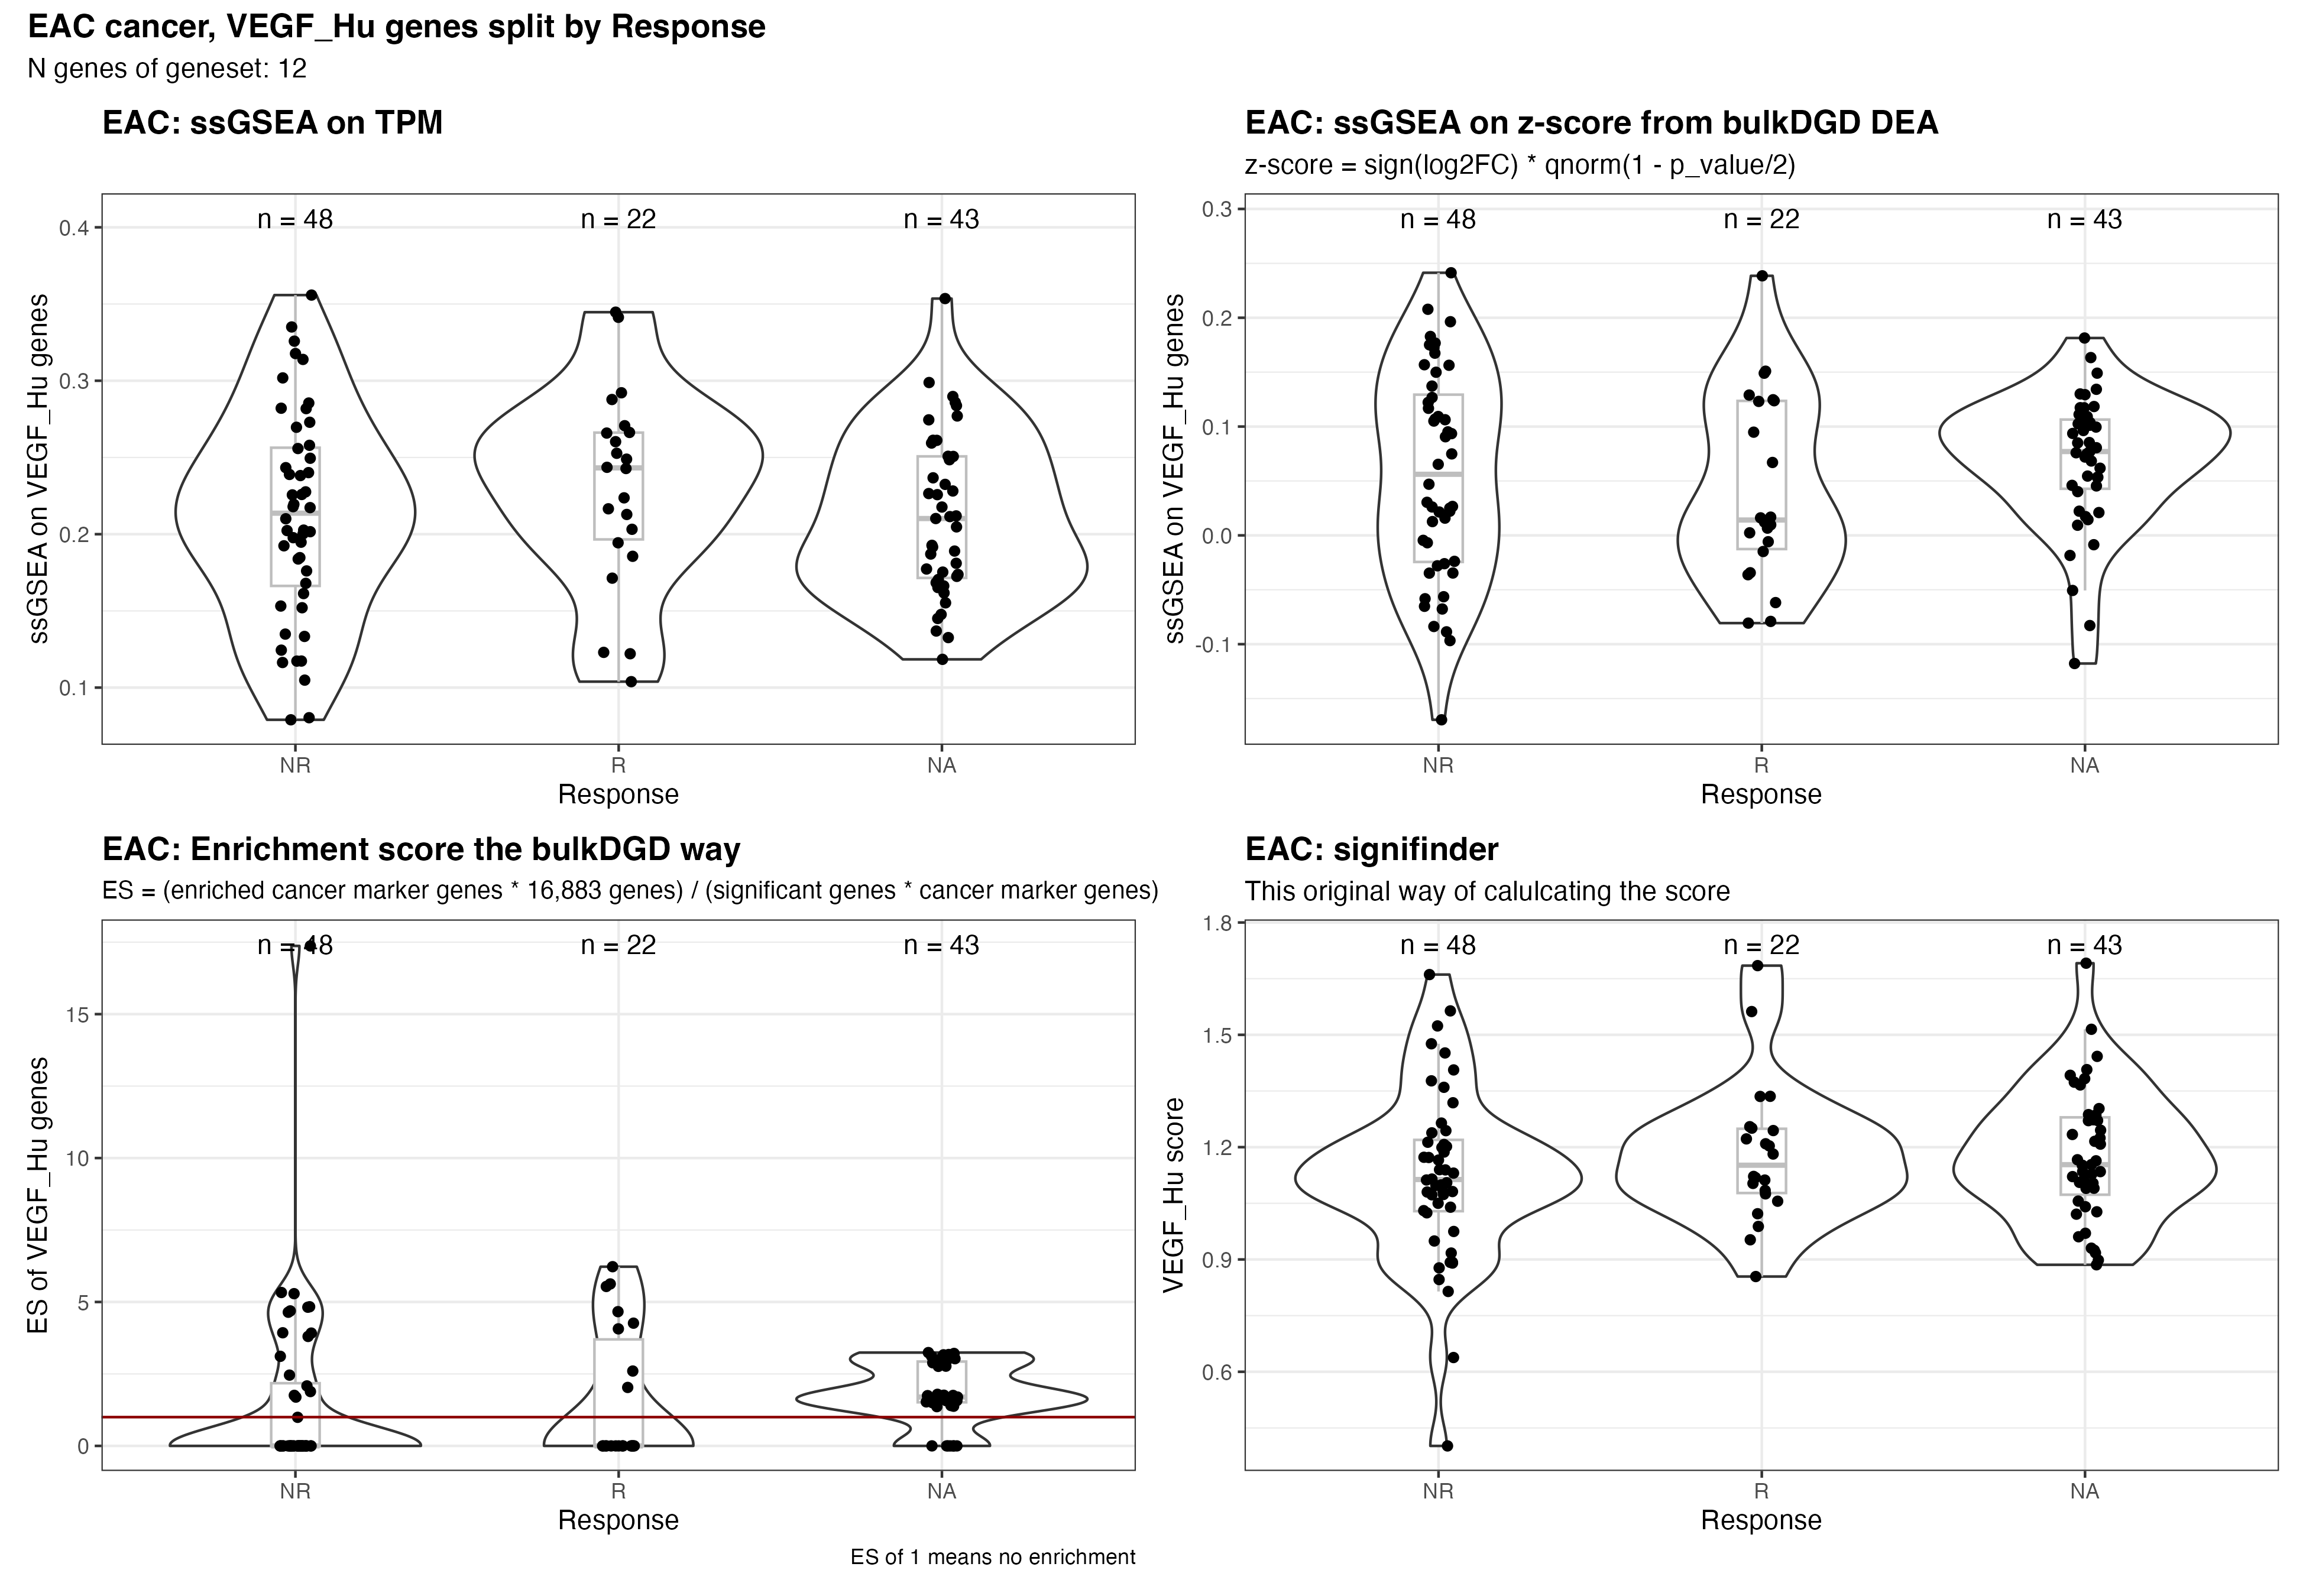 EAC cancer, VEGF_Hu genes split by Response
N genes of geneset: 12
EAC: ssGSEA on TPM
n = 48
n = 22
n = 43
0.4
0.3
0.2
0.1
ssGSEA on VEGF_Hu genes
NR
R
NA
Response
EAC: ssGSEA on z-score from bulkDGD DEA
z-score = sign(log2FC) * qnorm(1 - p_value/2)
n = 48
n = 22
n = 43
0.3
0.2
0.1
0.0
-0.1
ssGSEA on VEGF_Hu genes
NR
R
NA
Response
EAC: Enrichment score the bulkDGD way
ES = (enriched cancer marker genes * 16,883 genes) / (significant genes * cancer marker genes)
n = 48
n = 22
n = 43
15
10
5
0
ES of VEGF_Hu genes
NR
R
NA
Response
ES of 1 means no enrichment
EAC: signifinder
This original way of calulcating the score
n = 48
n = 22
n = 43
1.8
1.5
1.2
0.9
0.6
VEGF_Hu score
NR
R
NA
Response